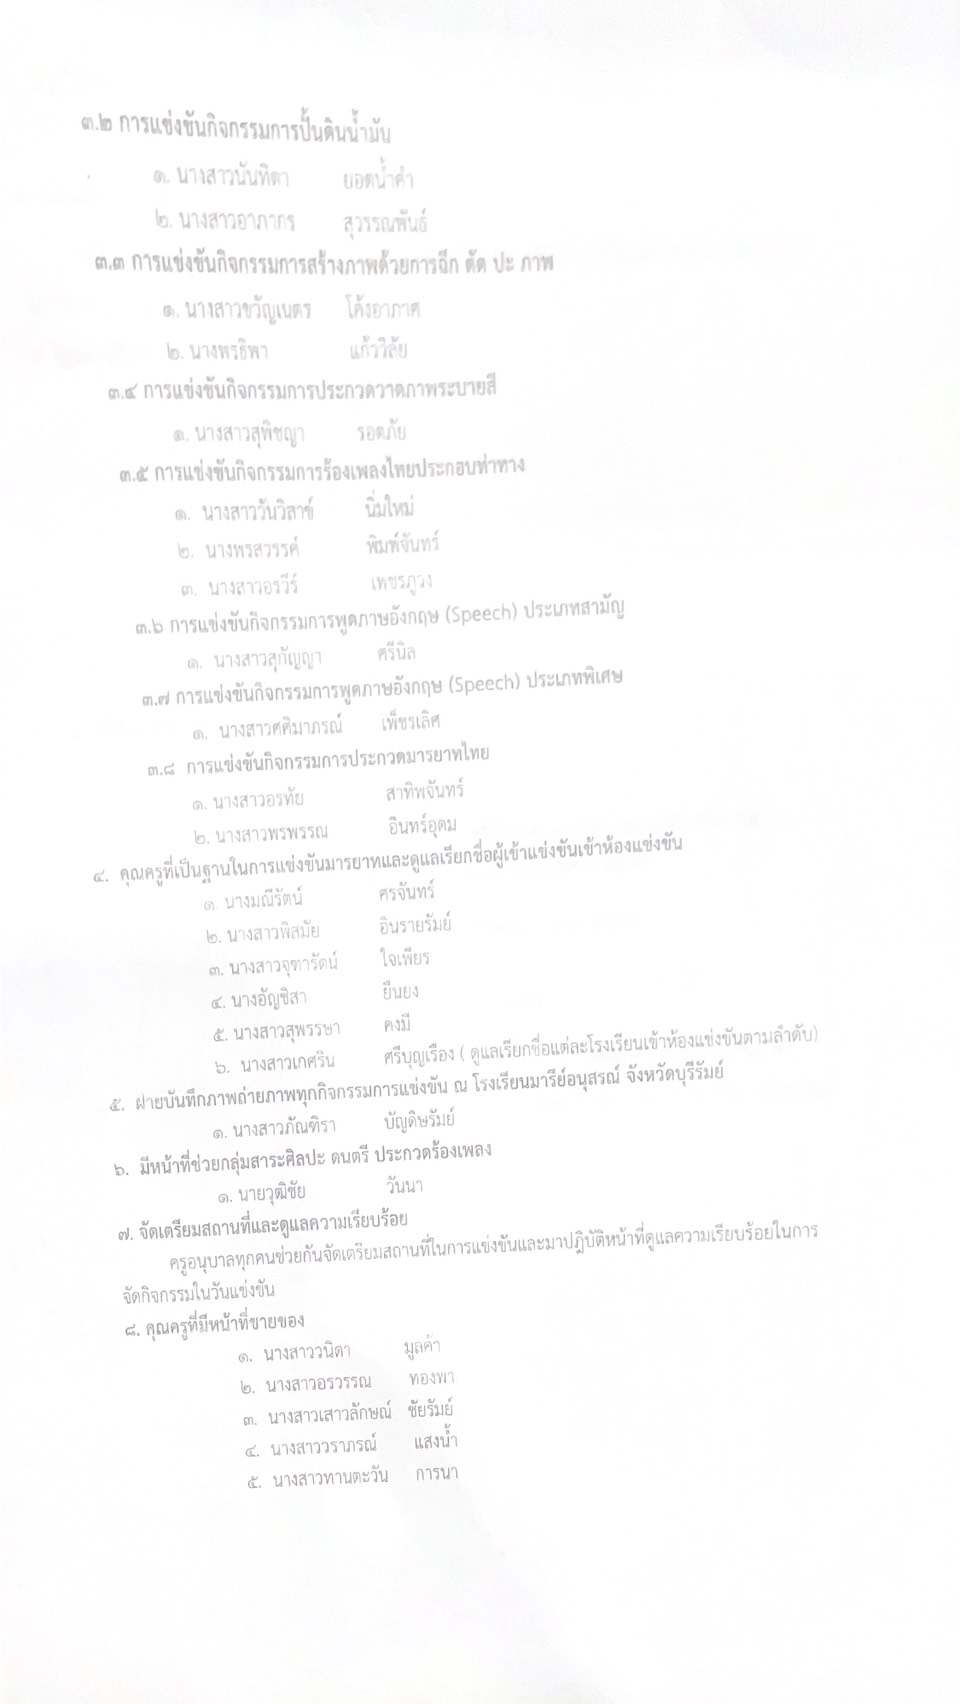 ๓.๒ การแข่งขันกิจกรรมการปั้นดินน้ำมัน
๑. นางสาวนันทิดา ยอดน้ำคำ
๒. นางสาวอาภากร สุวรรณพันธ์
๓.๓ การแข่งขันกิจกรรมการสร้างภาพด้วยการฉีก ตัด ปะ ภาพ
๑. นางสาวขวัญเนตร โค้งอาภาศ
๒. นางพรธิพา แก้ววิลัย
๓.๔ การแข่งขันกิจกรรมการประกวดวาดภาพระบายสี
๑. นางสาวสุพิชญา รอดภัย
๓.๕ การแข่งขันกิจกรรมการร้องเพลงไทยประกอบท่าทาง
๑. นางสาววันวิสาข์ นิ่มใหม่
๒. นางพรสวรรค์ พิมพ์จันทร์
๓. นางสาวอรวีร์ เพชรภูวง
๓.๖ การแข่งขันกิจกรรมการพูดภาษอังกฤษ (Speech) ประเภทสามัญ
๑. นางสาวสุกัญญา ศรีนิล
๓.๗ การแข่งขันกิจกรรมการพูดภาษอังกฤษ (Speech) ประเภทพิเศษ
๑. นางสาวศศิมาภรณ์ เพ็ชรเลิศ
๓.๘ การแข่งขันกิจกรรมการประกวดมารยาทไทย
๑. นางสาวอรทัย สาทิพจันทร์
๒. นางสาวพรพรรณ อินทร์อุดม
๔. คุณครูที่เป็นฐานในการแข่งขันมารยาทและดูแลเรียกชื่อผู้เข้าแข่งขันเข้าห้องแข่งขัน
๑. นางมณีรัตน์ ศรจันทร์
๒. นางสาวพิสมัย อินรายรัมย์
๓. นางสาวจุฑารัตน์ ใจเพียร
๔. นางอัญชิสา ยืนยง
๕. นางสาวสุพรรษา คงมี
๖. นางสาวเกศริน ศรีบุญเรือง ( ดูแลเรียกชื่อแต่ละโรงเรียนเข้าห้องแข่งขันตามลำดับ)
๕. ฝ่ายบันทึกภาพถ่ายภาพทุกกิจกรรมการแข่งขัน ณ โรงเรียนมารีย์อนุสรณ์ จังหวัดบุรีรัมย์
๑. นางสาวภัณฑิรา บัญดิษรัมย์
๖. มีหน้าที่ช่วยกลุ่มสาระศิลปะ ดนตรี ประกวดร้องเพลง
๑. นายวุฒิชัย วันนา
๗. จัดเตรียมสถานที่และดูแลความเรียบร้อย
ครูอนุบาลทุกคนช่วยกันจัดเตรียมสถานที่ในการแข่งขันและมาปฎิบัติหน้าที่ดูแลความเรียบร้อยในการ
จัดกิจกรรมในวันแข่งขัน
๘. คุณครูที่มีหน้าที่ขายของ
๑. นางสาววนิดา มูลค้า
๒. นางสาวอรวรรณ ทองพา
๓. นางสาวเสาวลักษณ์ ชัยรัมย์
๔. นางสาววราภรณ์ แสงน้ำ
๕. นางสาวทานตะวัน การนา